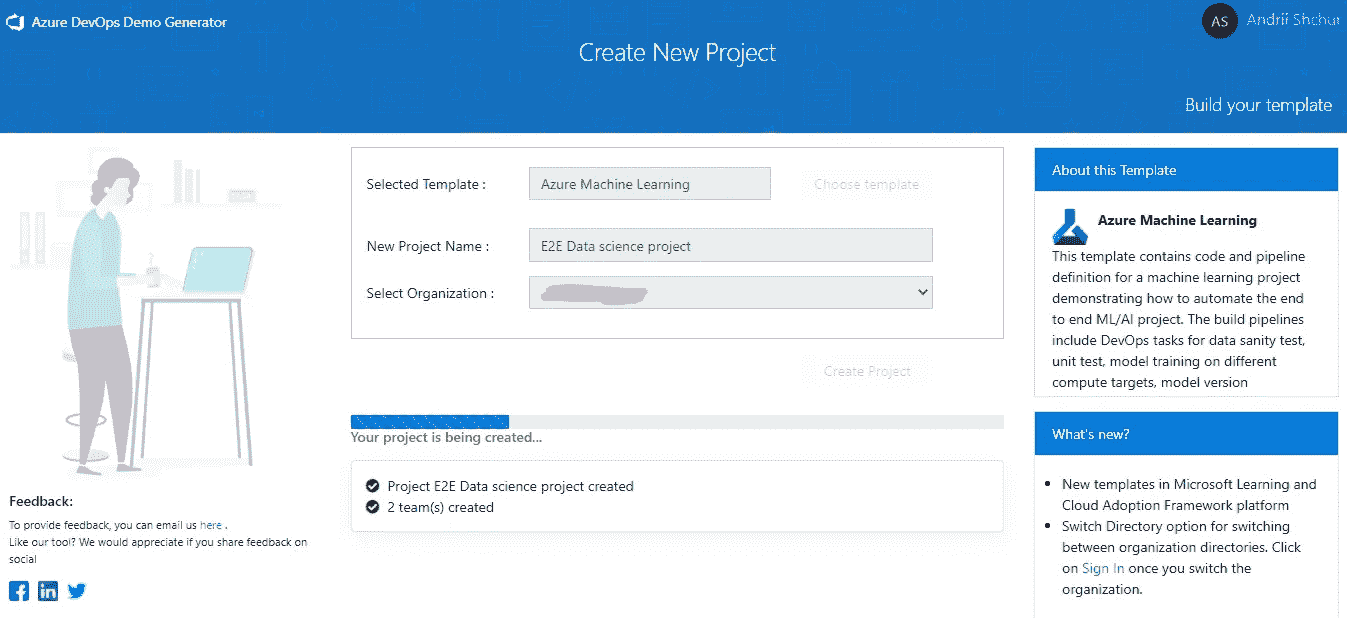 Azure DevOps Demo Generator
AS
Andrii Shchur
Create New Project
Build your template
Selected Template :
Azure Machine Learning
Choose template
New Project Name :
E2E Data science project
Select Organization :
Create Project
Your project is being created...
Project E2E Data science project created
2 team(s) created
Feedback:
To provide feedback, you can email us here .
Like our tool? We would appreciate if you share feedback on
social
About this Template
Azure Machine Learning
This template contains code and pipeline
definition for a machine learning project
demonstrating how to automate the end
to end ML/AI project. The build pipelines
include DevOps tasks for data sanity test,
unit test, model training on different
compute targets, model version
What's new?
New templates in Microsoft Learning and
Cloud Adoption Framework platform
Switch Directory option for switching
between organization directories. Click
on Sign In once you switch the
organization.